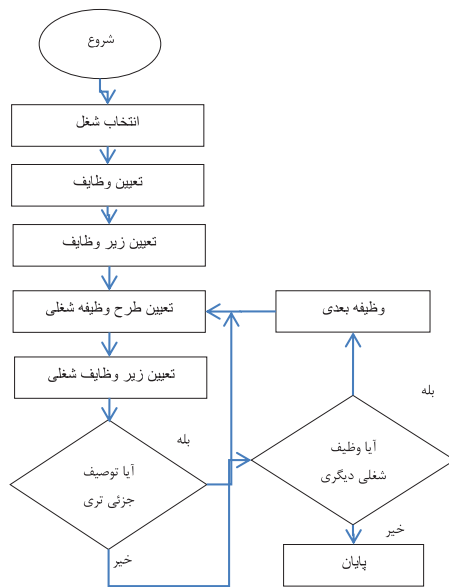 شروع
انتخاب شغل
تعیین وظایف
تعیین زیر وظایف
تعیین طرح وظیفه شغلی
وظیفه بعدی
تعیین زیر وظایف شغلی
بله
بله
آیا توصیف
جزئی تری
آیا وظیف
شغلی دیگری
خیر
خیر
پایان